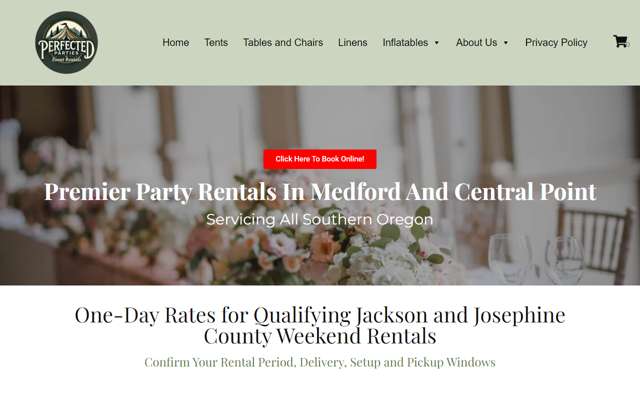 PERFECTED
PARTIES
Event Rentals
Home Tents Tables and Chairs Linens Inflatables About Us Privacy Policy
Click Here To Book Online!
Premier Party Rentals In Medford And Central Point
Servicing All Southern Oregon
One-Day Rates for Qualifying Jackson and Josephine
County Weekend Rentals
Confirm Your Rental Period, Delivery, Setup and Pickup Windows